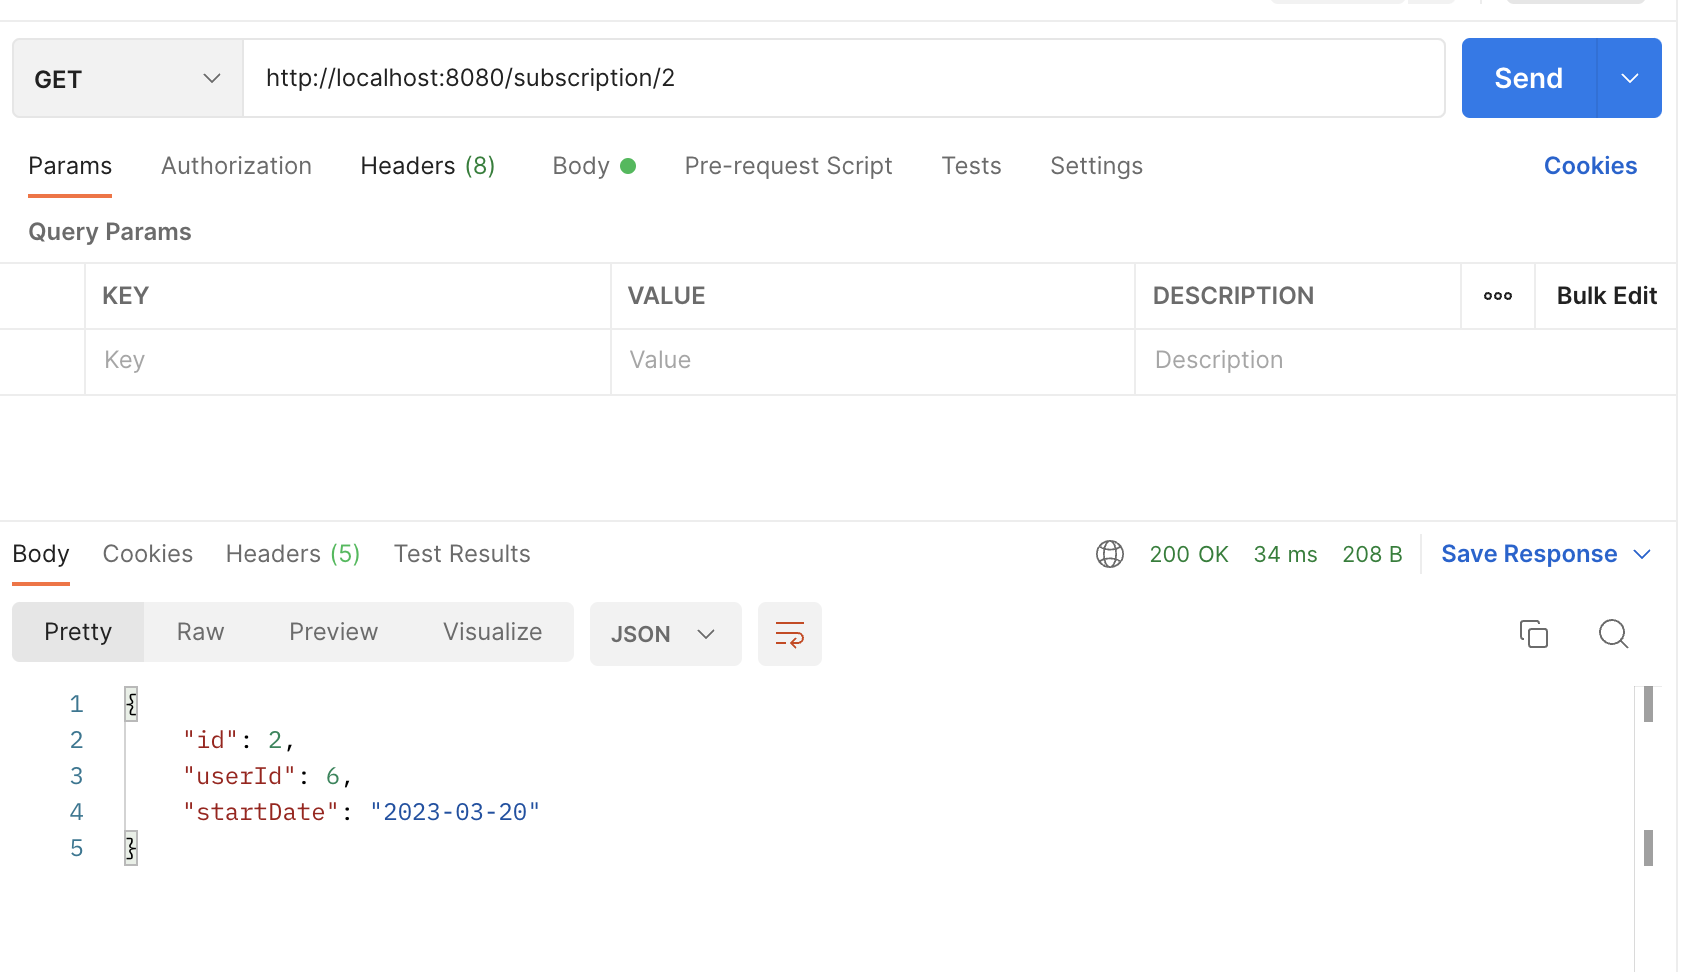 GET http://localhost:8080/subscription/2 Send
Params Authorization Headers (8) Body Pre-request Script Tests Settings Cookies
Query Params
KEY VALUE DESCRIPTION ooo Bulk Edit
Key Value Description
Body Cookies Headers (5) Test Results 200 OK 34 ms 208 B Save Response
Pretty Raw Preview Visualize JSON
1 {
2 "id": 2,
3 "userId": 6,
4 "startDate": "2023-03-20"
5 }